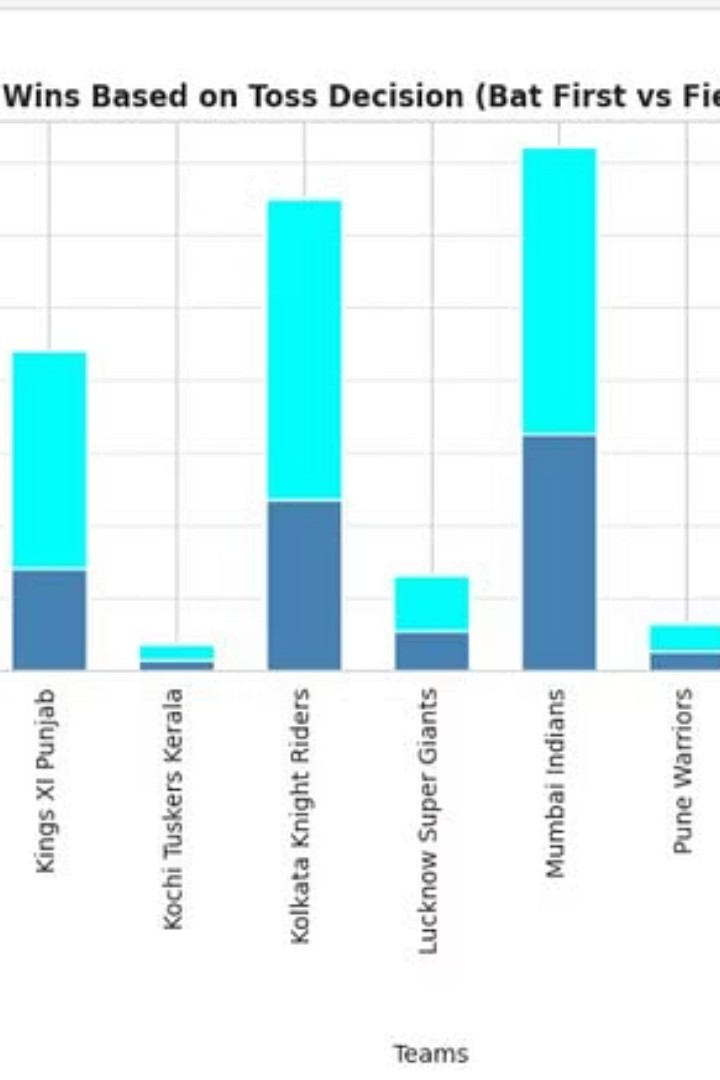 Wins Based on Toss Decision (Bat First vs Fie
Kings XI Punjab
Kochi Tuskers Kerala
Kolkata Knight Riders
Lucknow Super Giants
Mumbai Indians
Pune Warriors
Teams